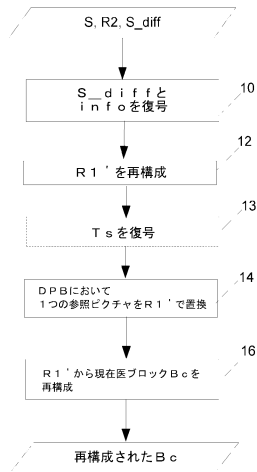 S, R2, S_diff
10
Ｓ＿ｄｉｆｆと
ｉｎｆｏを復号
12
Ｒ１'を再構成
13
Ｔｓを復号
14
ＤＰＢにおいて
１つの参照ピクチャをＲ１'で置換
16
Ｒ１'から現在医ブロックＢｃを
再構成
再構成されたＢｃ